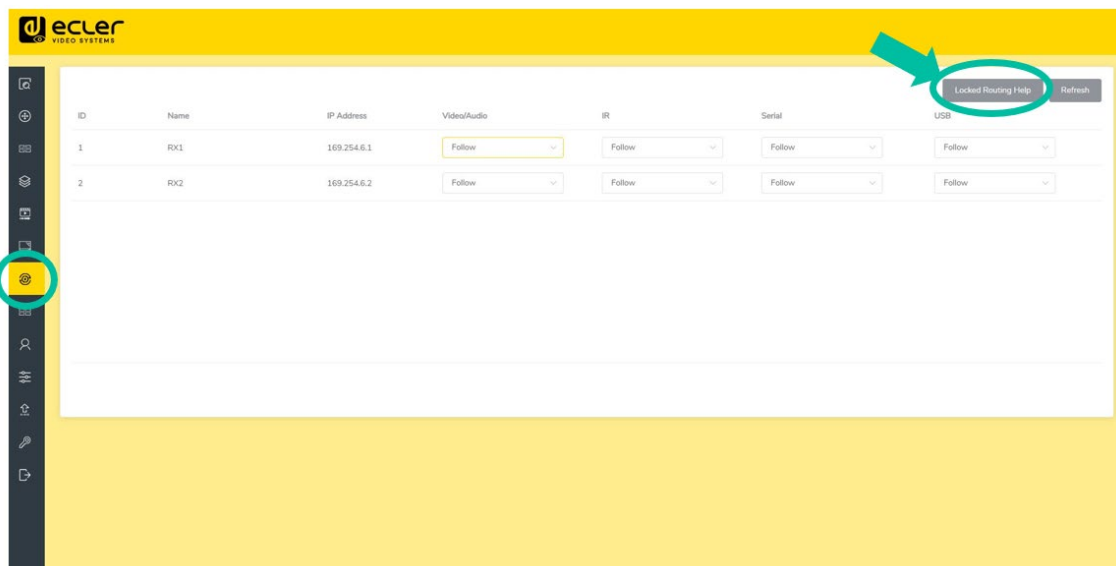 ecler
VIDEO SYSTEMS
Locked Routing Help Refresh
ID Name IP Address Video/Audio IR Serial USB
1 RX1 169.254.6.1 Follow Follow Follow Follow
2 RX2 169.254.6.2 Follow Follow Follow Follow